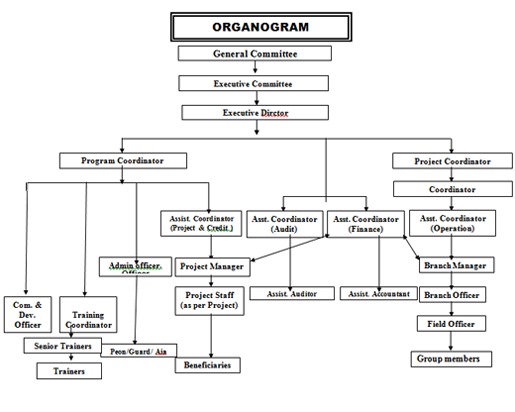 ORGANOGRAM
General Committee
Executive Committee
Executive Dirctor
Program Coordinator
Project Coordinator
Coordinator
Assist. Coordinator
(Project & Credit.)
Asst. Coordinator
(Audit)
Asst. Coordinator
(Finance)
Asst. Coordinator
(Operation)
Admin officer.
Project Manager
Branch Manager
Com. &
Dev.
Officer
Training
Coordinator
Project Staff
(as per Project)
Assist. Auditor
Assist. Accountant
Branch Officer
Field Officer
Senior Trainers
Peon/Guard/ Aia
Trainers
Beneficiaries
Group members